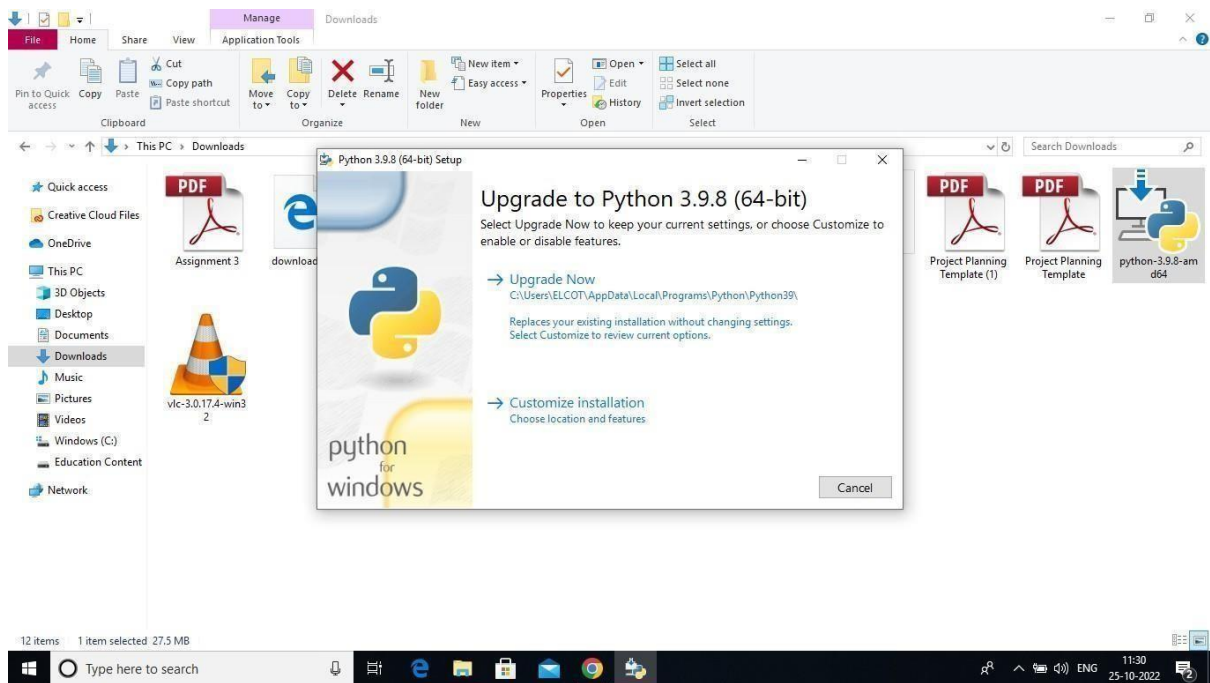 Manage
Downloads
File Home Share View Application Tools
Pin to Quick access
Copy
Paste
Cut
Copy path
Paste shortcut
Clipboard
Move to
Copy to
Delete
Rename
Organize
New folder
New item
Easy access
New
Properties
Open
Edit
History
Open
Select all
Select none
Invert selection
Select
This PC › Downloads
Search Downloads
Quick access
Creative Cloud Files
OneDrive
This PC
3D Objects
Desktop
Documents
Downloads
Music
Pictures
Videos
Windows (C:)
Education Content
Network
PDF
Assignment 3
download
vlc-3.0.17.4-win3
2
Python 3.9.8 (64-bit) Setup
Upgrade to Python 3.9.8 (64-bit)
Select Upgrade Now to keep your current settings, or choose Customize to
enable or disable features.
Upgrade Now
C:\Users\ELCOT\AppData\Local\Programs\Python\Python39\
Replaces your existing installation without changing settings.
Select Customize to review current options.
Customize installation
Choose location and features
python
for
windows
Cancel
PDF
Project Planning
Template (1)
PDF
Project Planning
Template
python-3.9.8-am
d64
12 items 1 item selected 27.5 MB
Type here to search
ENG
11:30
25-10-2022
2